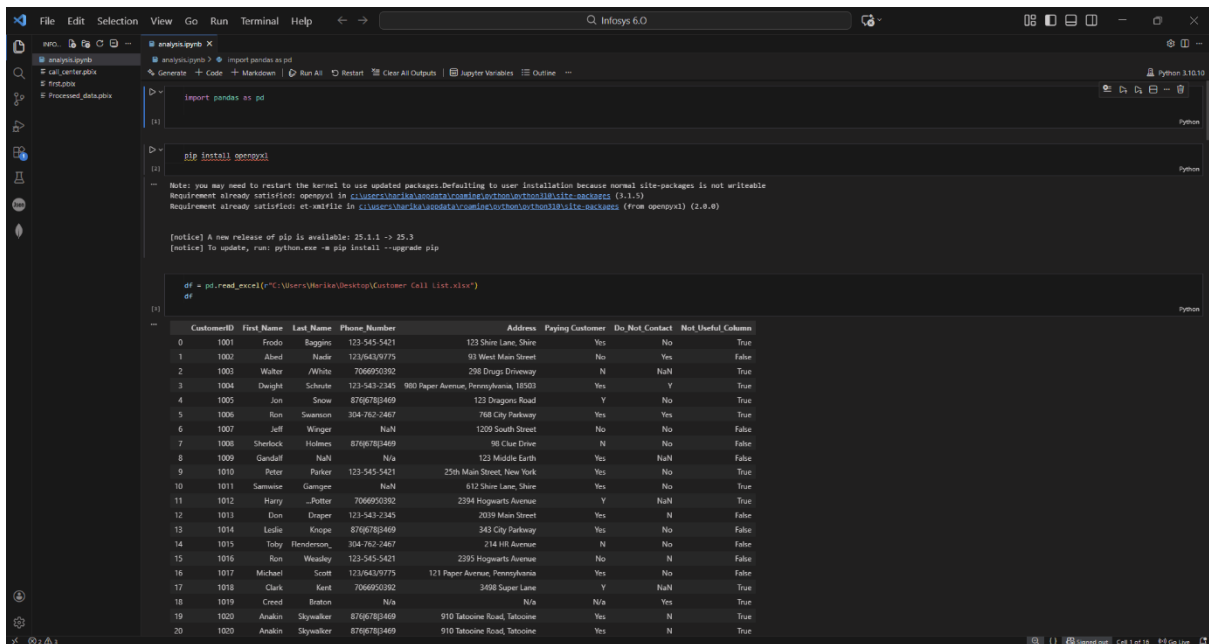 File Edit Selection View Go Run Terminal Help
Infosys 6.0
INFO...
analysis.ipynb
call_center.pbix
first.pbix
Processed_data.pbix
analysis.ipynb
analysis.ipynb > import pandas as pd
Generate + Code + Markdown | Run All Restart Clear All Outputs | Jupyter Variables Outline ...
Python 3.10.10
import pandas as pd
[1]
Python
pip install openpyxl
[2]
Python
Note: you may need to restart the kernel to use updated packages.Defaulting to user installation because normal site-packages is not writeable
Requirement already satisfied: openpyxl in c:\users\harika\appdata\roaming\python\python310\site-packages (3.1.5)
Requirement already satisfied: et-xmlfile in c:\users\harika\appdata\roaming\python\python310\site-packages (from openpyxl) (2.0.0)
[notice] A new release of pip is available: 25.1.1 -> 25.3
[notice] To update, run: python.exe -m pip install --upgrade pip
df = pd.read_excel(r"C:\Users\Harika\Desktop\Customer Call List.xlsx")
df
[3]
Python
CustomerID First_Name Last_Name Phone_Number Address Paying Customer Do_Not_Contact Not_Useful_Column
0 1001 Frodo Baggins 123-545-5421 123 Shire Lane, Shire Yes No True
1 1002 Abed Nadir 123/643/9775 93 West Main Street No Yes False
2 1003 Walter /White 7066950392 298 Drugs Driveway N NaN True
3 1004 Dwight Schrute 123-543-2345 980 Paper Avenue, Pennsylvania, 18503 Yes Y True
4 1005 Jon Snow 876|678|3469 123 Dragons Road Y No True
5 1006 Ron Swanson 304-762-2467 768 City Parkway Yes Yes True
6 1007 Jeff Winger NaN 1209 South Street No No False
7 1008 Sherlock Holmes 876|678|3469 98 Clue Drive N No False
8 1009 Gandalf NaN N/a 123 Middle Earth Yes NaN False
9 1010 Peter Parker 123-545-5421 25th Main Street, New York Yes No True
10 1011 Samwise Gamgee NaN 612 Shire Lane, Shire Yes No True
11 1012 Harry ...Potter 7066950392 2394 Hogwarts Avenue Y NaN True
12 1013 Don Draper 123-543-2345 2039 Main Street Yes N False
13 1014 Leslie Knope 876|678|3469 343 City Parkway Yes No False
14 1015 Toby Flenderson_ 304-762-2467 214 HR Avenue N No False
15 1016 Ron Weasley 123-545-5421 2395 Hogwarts Avenue No N False
16 1017 Michael Scott 123/643/9775 121 Paper Avenue, Pennsylvania Yes No False
17 1018 Clark Kent 7066950392 3498 Super Lane Y NaN True
18 1019 Creed Braton N/a N/a N/a Yes True
19 1020 Anakin Skywalker 876|678|3469 910 Tatooine Road, Tatooine Yes N True
20 1020 Anakin Skywalker 876|678|3469 910 Tatooine Road, Tatooine Yes N True
2 3 Signed out Cell 1 of 16 Go Live